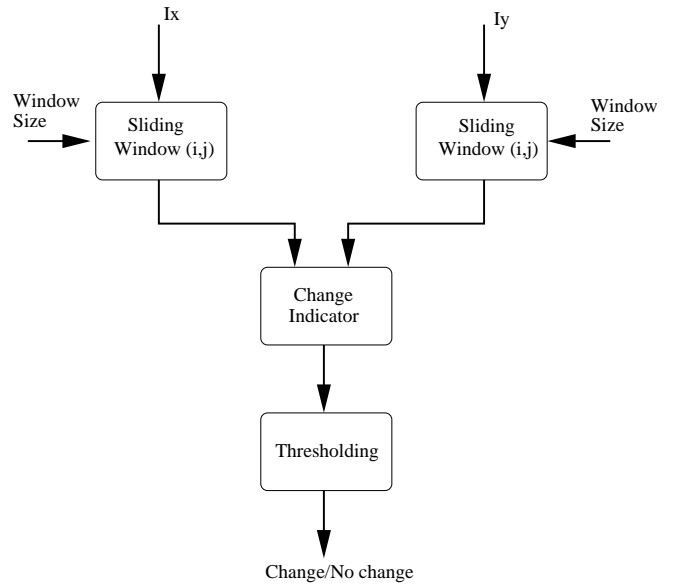 Ix
Iy
Window
Size
Sliding
Window (i,j)
Sliding
Window (i,j)
Window
Size
Change
Indicator
Thresholding
Change/No change